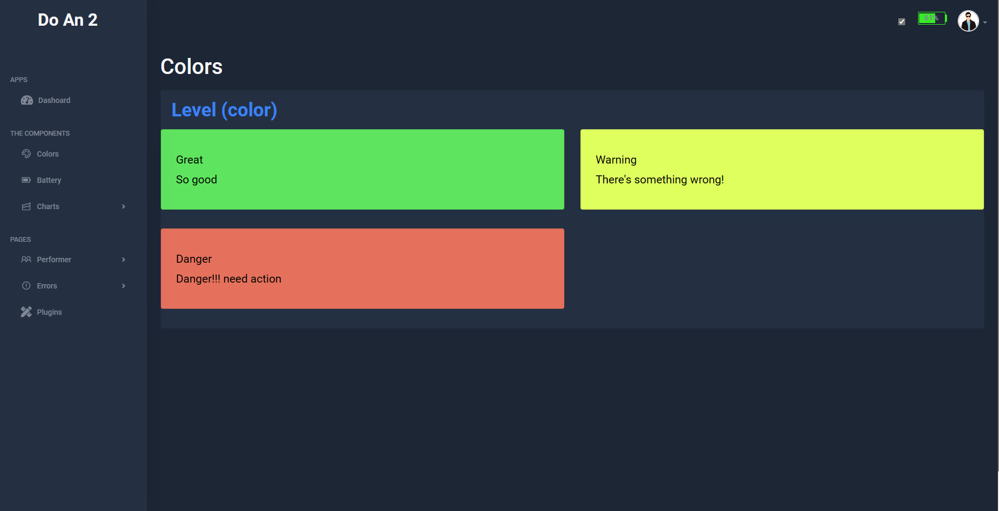 Do An 2
61%
APPS
Dashoard
THE COMPONENTS
Colors
Battery
Charts
PAGES
Performer
Errors
Plugins
Colors
Level (color)
Great
So good
Warning
There's something wrong!
Danger
Danger!!! need action